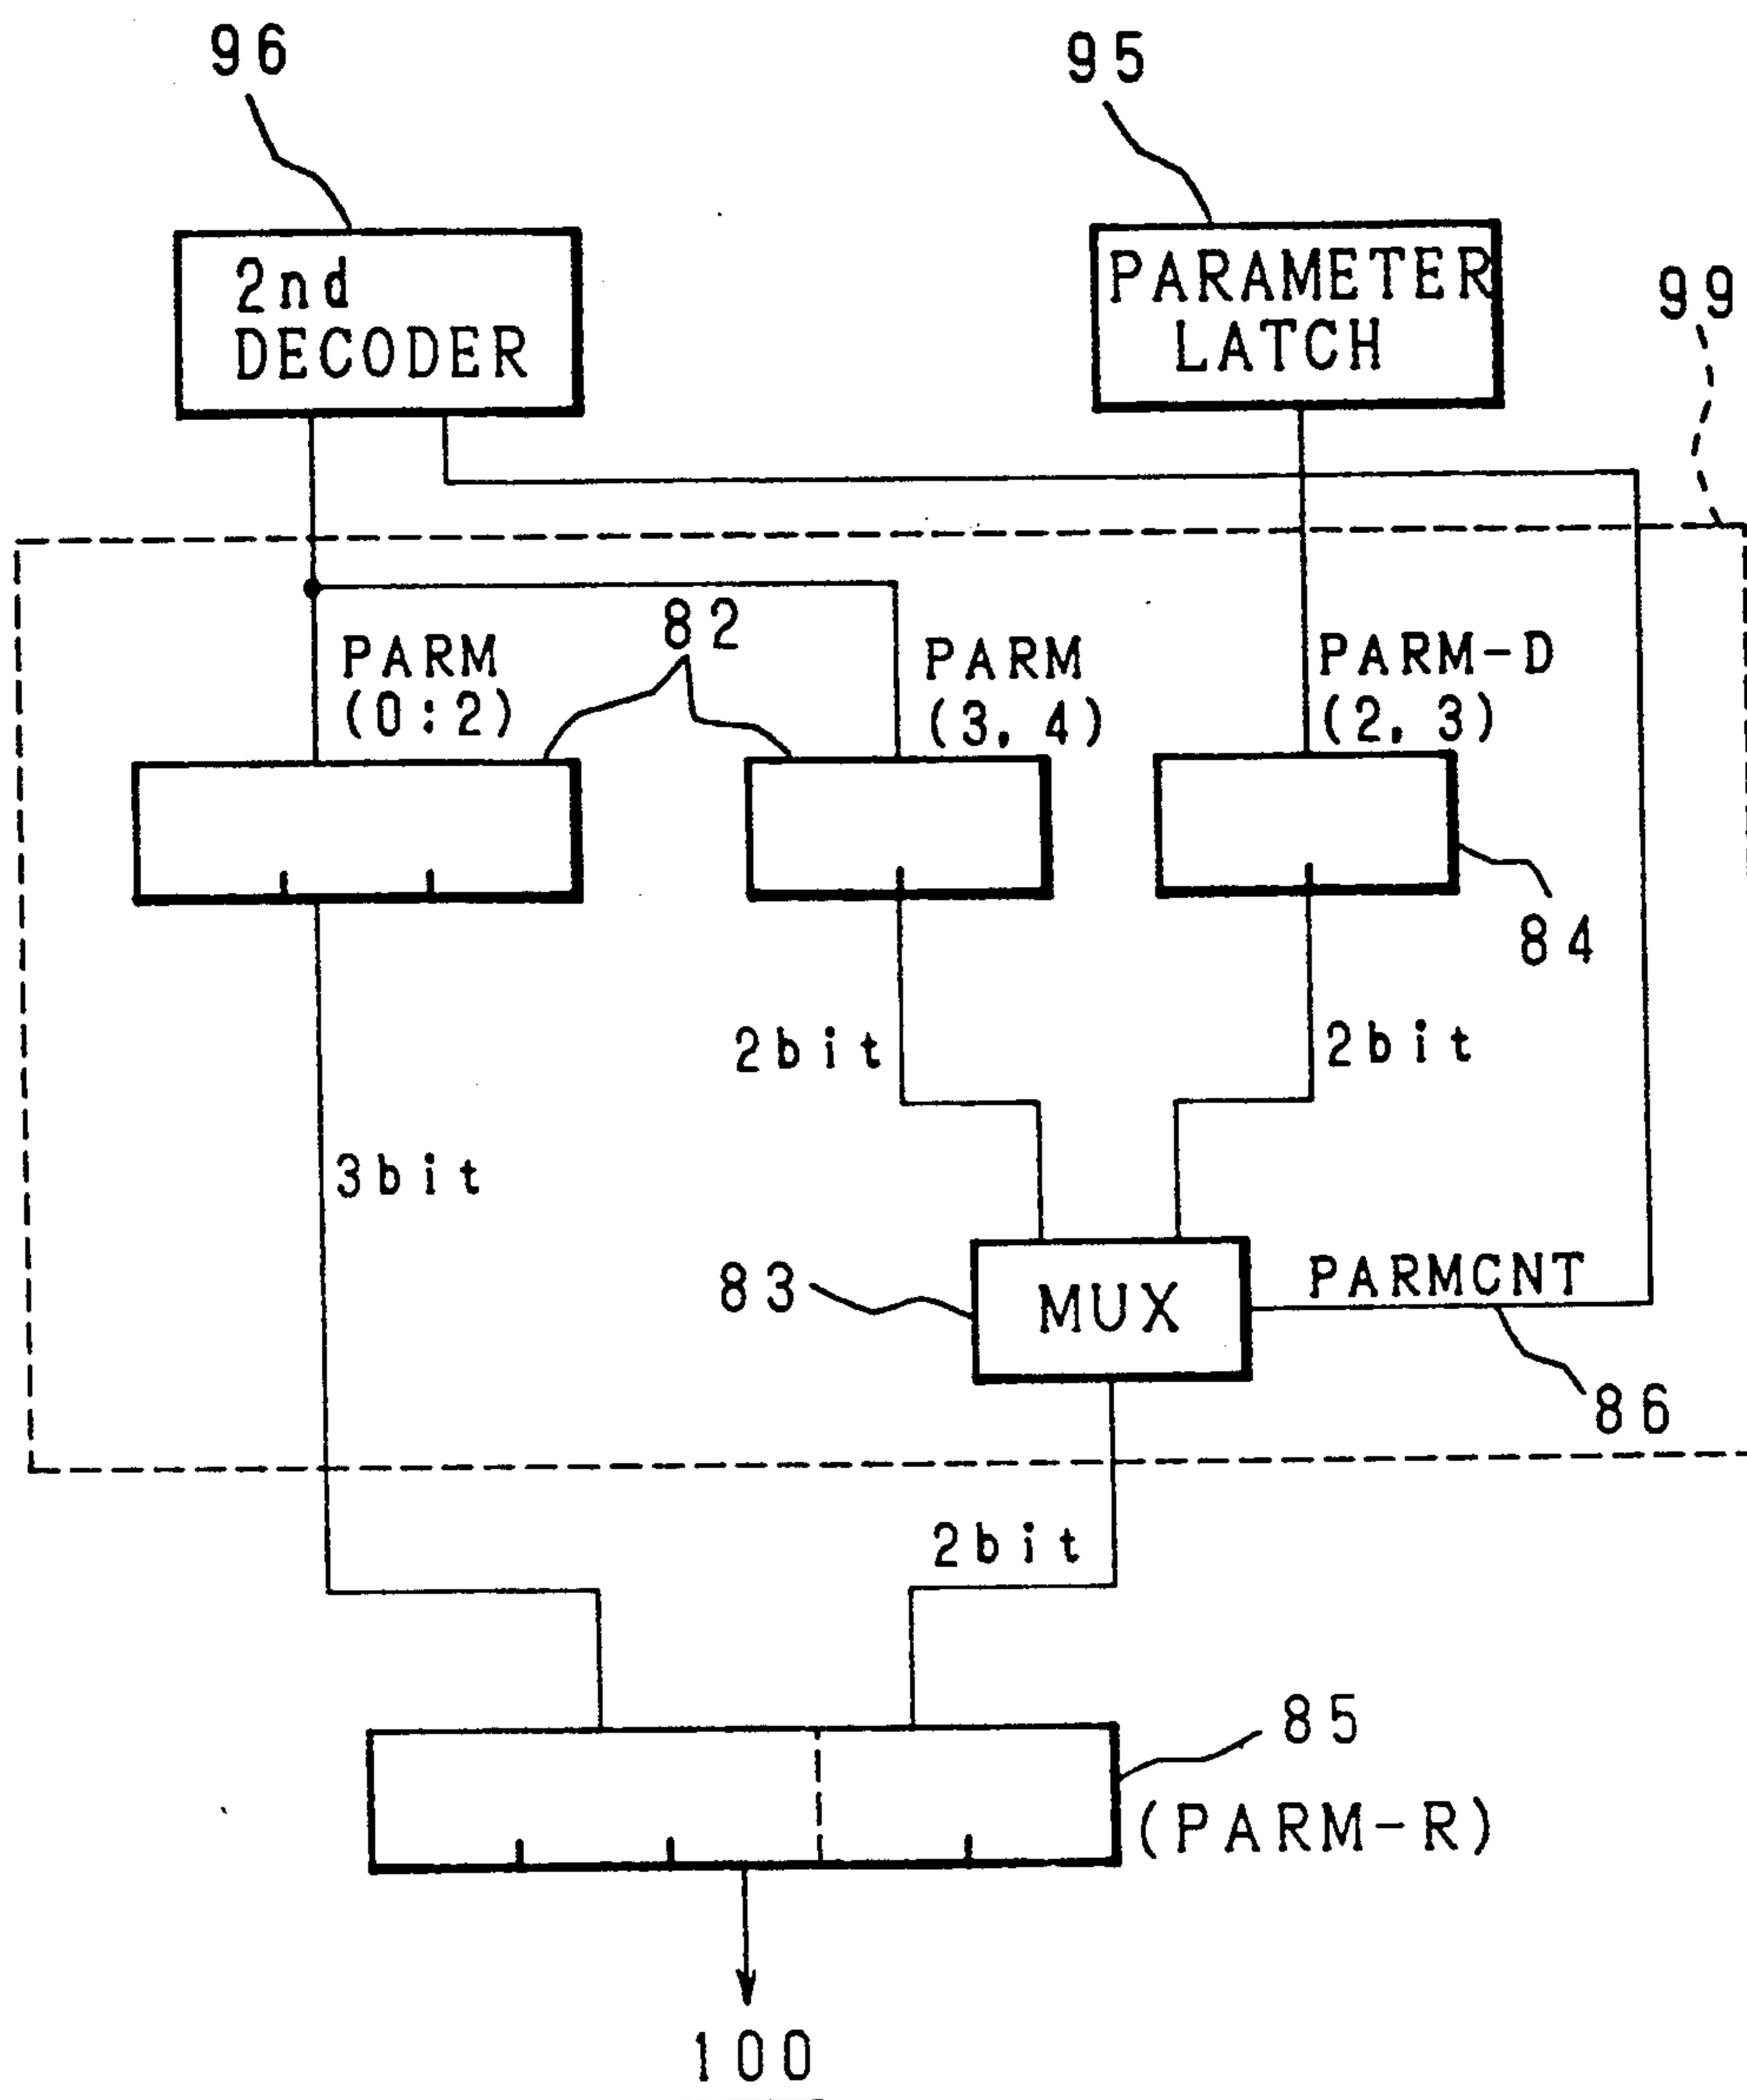 96
95
2nd
DECODER
PARAMETER
LATCH
99
82
PARM
(0:2)
PARM
(3,4)
PARM-D
(2,3)
84
2bit
2bit
3bit
83
MUX
PARMCNT
86
2bit
85
(PARM-R)
100